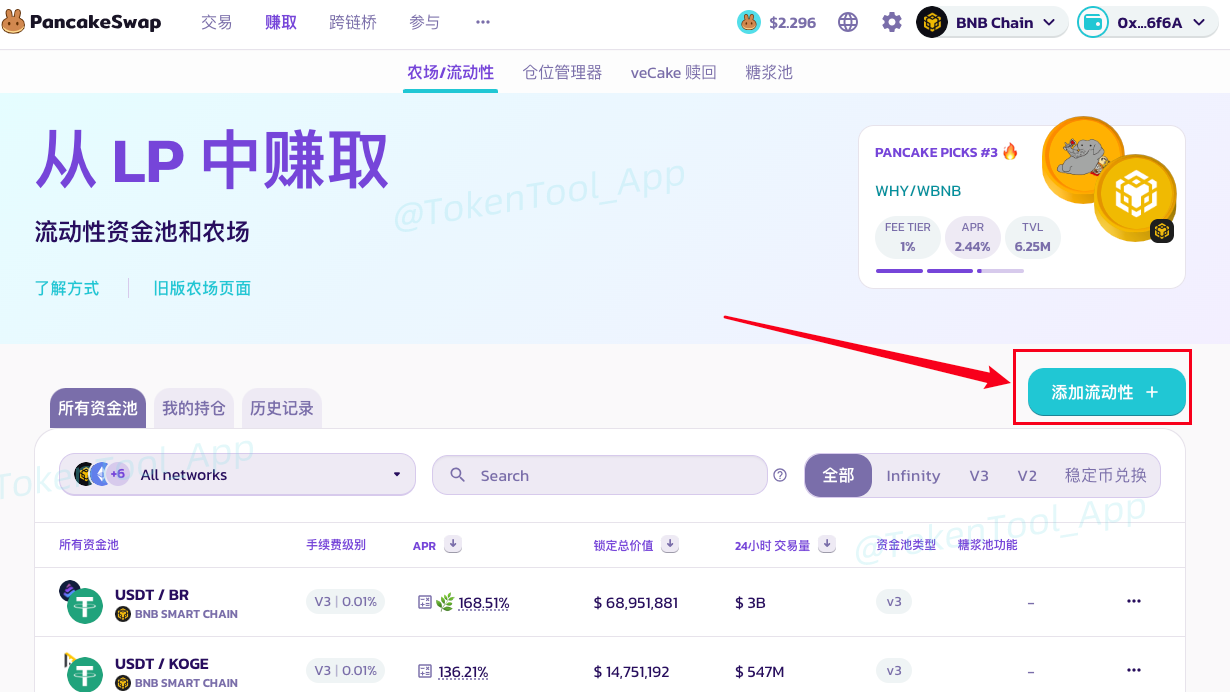 PancakeSwap 交易 赚取 跨链桥 参与 ··· $2.296 BNB Chain 0x...6f6A
农场/流动性 仓位管理器 veCake 赎回 糖浆池
从 LP 中赚取
流动性资金池和农场
了解方式 旧版农场页面
PANCAKE PICKS #3
WHY/WBNB
FEE TIER APR TVL
1% 2.44% 6.25M
@TokenTool_App
添加流动性 +
所有资金池 我的持仓 历史记录
@TokenTool_App
+6 All networks Search 全部 Infinity V3 V2 稳定币兑换
@TokenTool_App
所有资金池 手续费级别 APR 锁定总价值 24小时 交易量 资金池类型 糖浆池功能
USDT / BR V3 | 0.01% 168.51% $ 68,951,881 $ 3B v3 – ···
BNB SMART CHAIN
USDT / KOGE V3 | 0.01% 136.21% $ 14,751,192 $ 547M v3 – ···
BNB SMART CHAIN